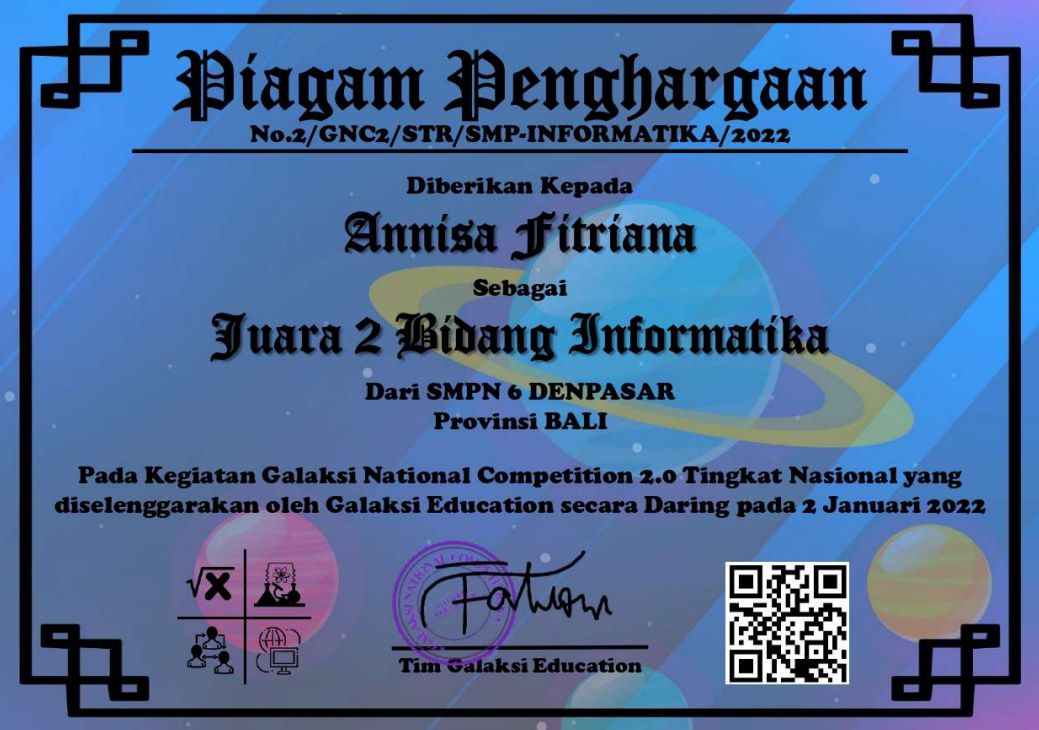 Piagam Penghargaan
No.2/GNC2/STR/SMP-INFORMATIKA/2022
Diberikan Kepada
Annisa Fitriana
Sebagai
Juara 2 Bidang Informatika
Dari SMPN 6 DENPASAR
Provinsi BALI
Pada Kegiatan Galaksi National Competition 2.0 Tingkat Nasional yang
diselenggarakan oleh Galaksi Education secara Daring pada 2 Januari 2022
√x
Tim Galaksi Education